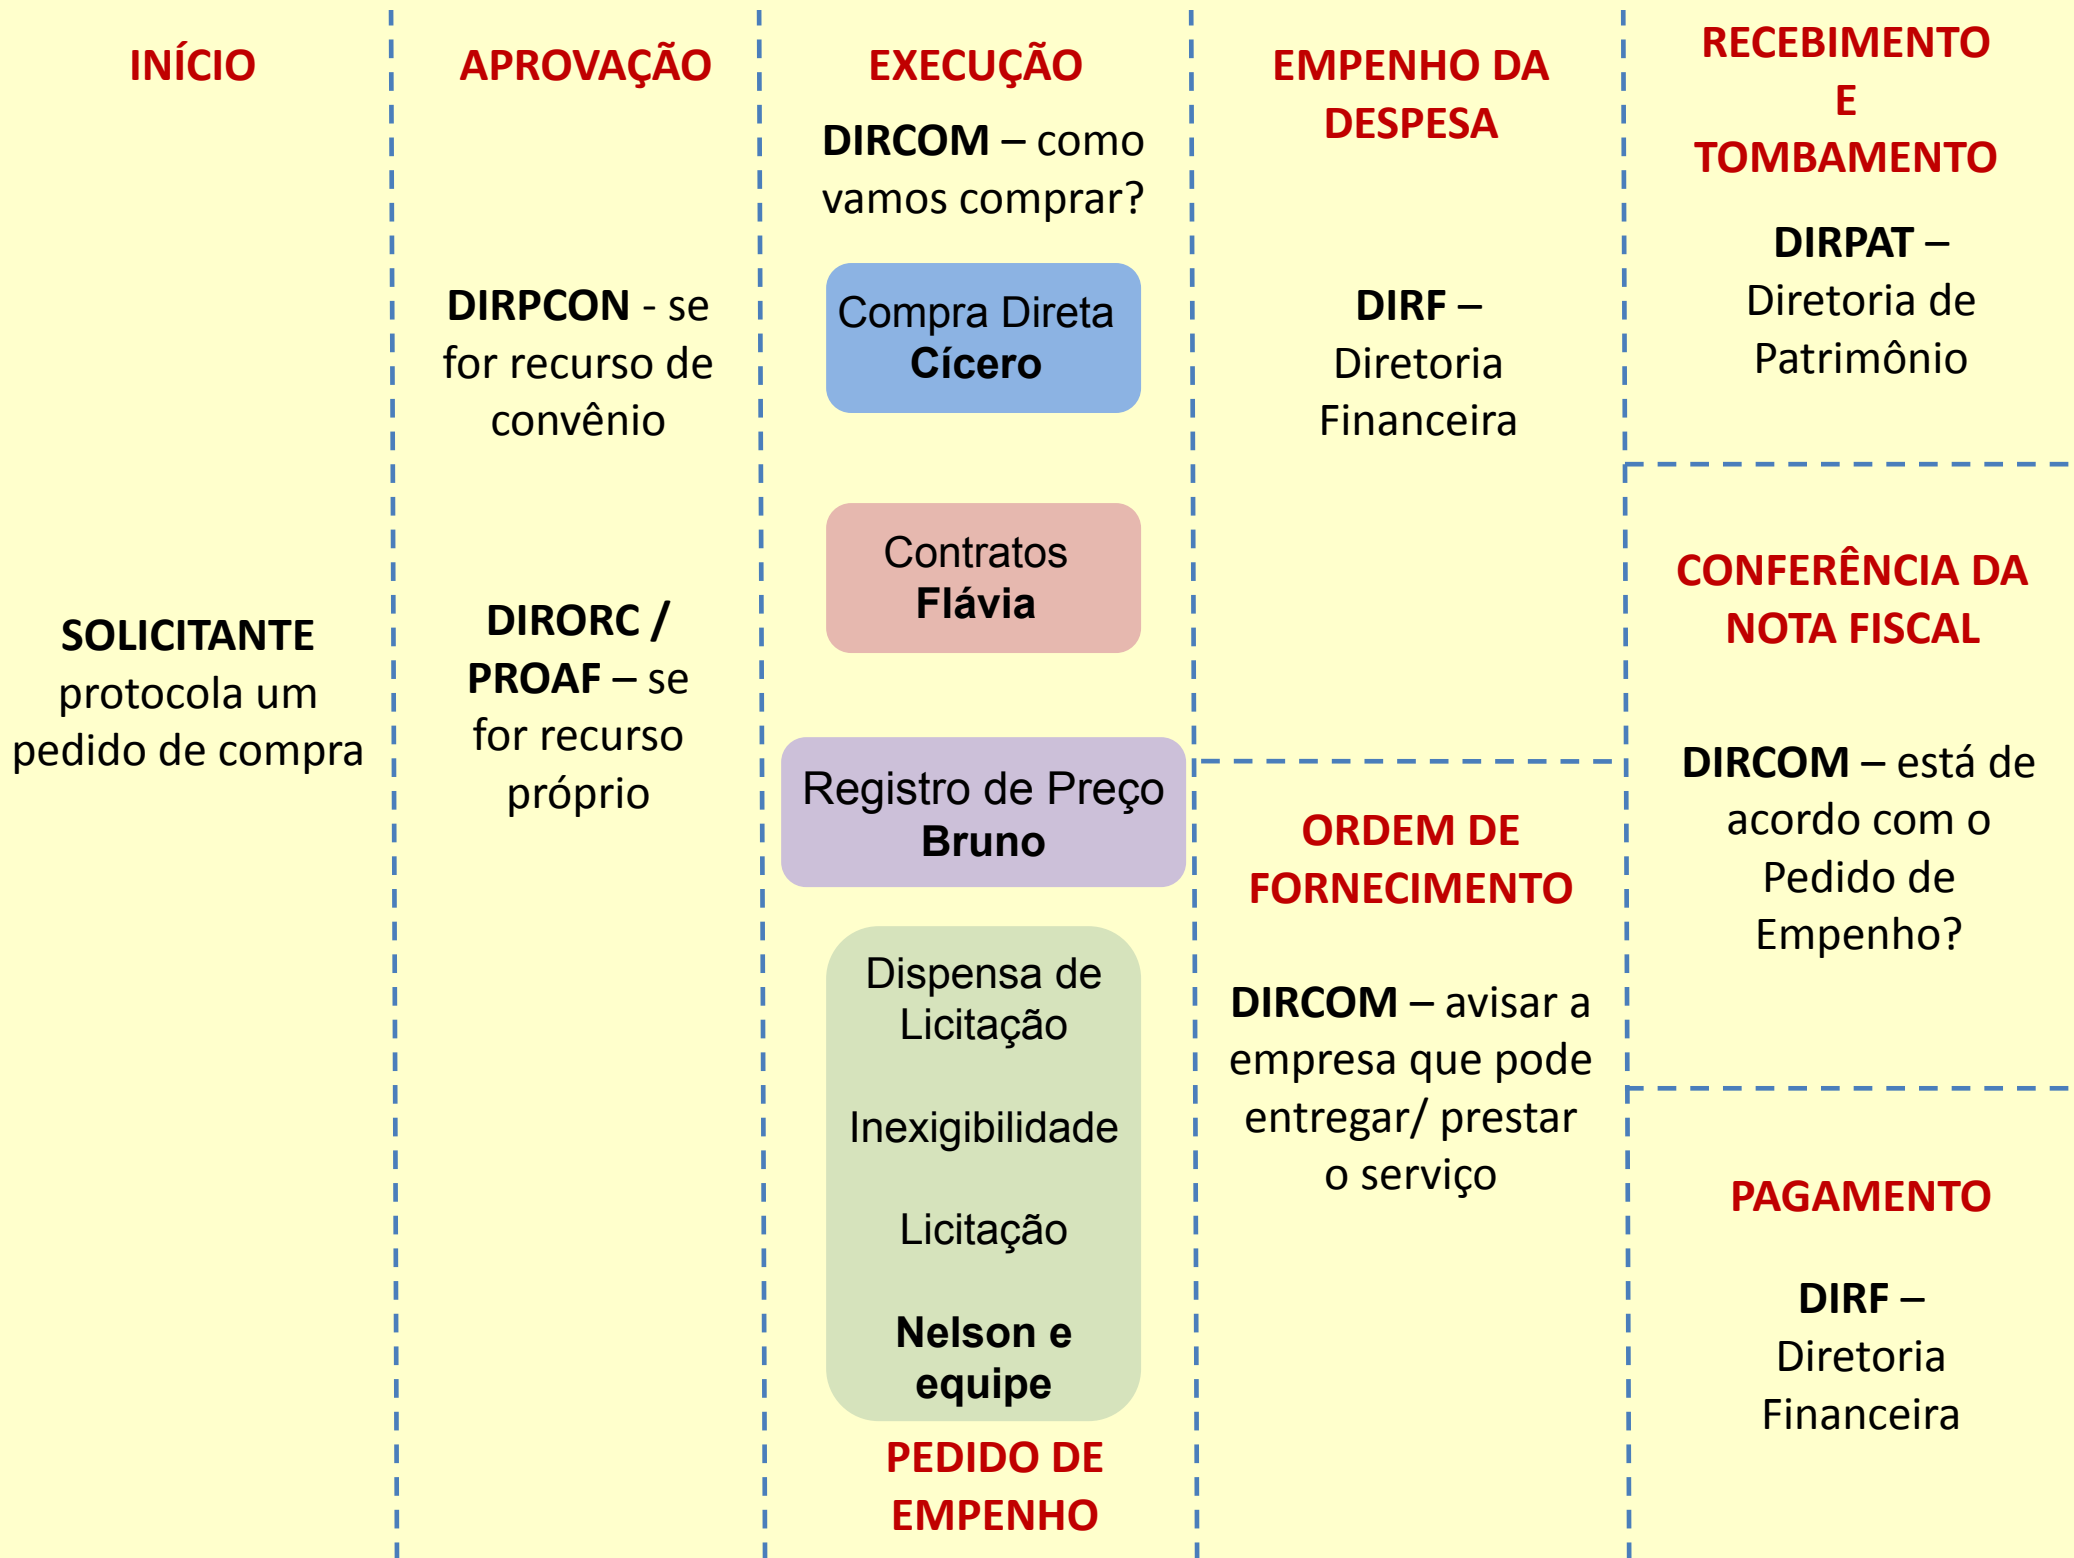 INÍCIO
SOLICITANTE
protocola um
pedido de compra
APROVAÇÃO
DIRPCON - se
for recurso de
convênio
DIRORC /
PROAF – se
for recurso
próprio
EXECUÇÃO
DIRCOM – como
vamos comprar?
Compra Direta
Cícero
Contratos
Flávia
Registro de Preço
Bruno
Dispensa de
Licitação
Inexigibilidade
Licitação
Nelson e
equipe
PEDIDO DE
EMPENHO
EMPENHO DA
DESPESA
DIRF –
Diretoria
Financeira
ORDEM DE
FORNECIMENTO
DIRCOM – avisar a
empresa que pode
entregar/ prestar
o serviço
RECEBIMENTO
E
TOMBAMENTO
DIRPAT –
Diretoria de
Patrimônio
CONFERÊNCIA DA
NOTA FISCAL
DIRCOM – está de
acordo com o
Pedido de
Empenho?
PAGAMENTO
DIRF –
Diretoria
Financeira